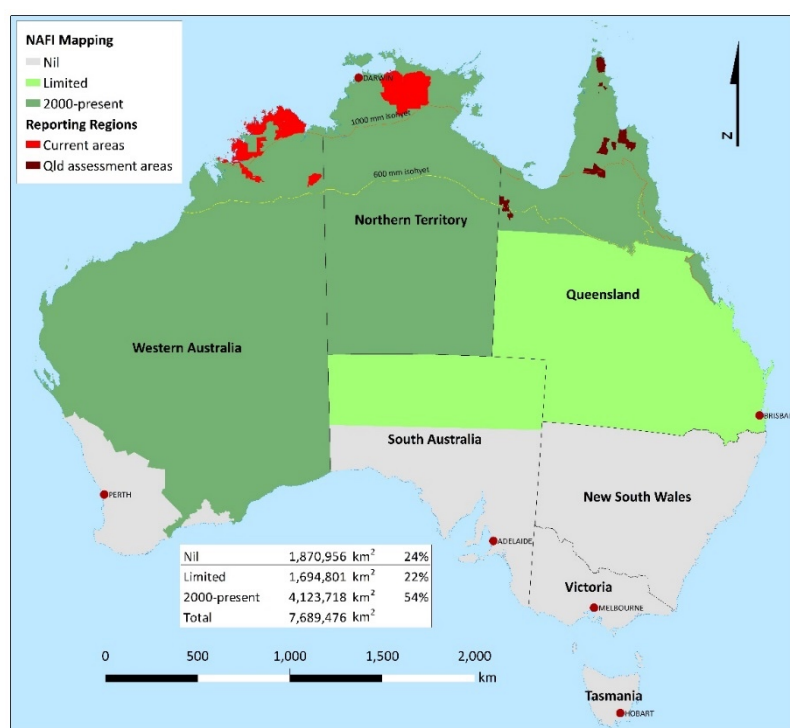 NAFI Mapping
Nil
Limited
2000-present
Reporting Regions
Current areas
Qld assessment areas
DARWIN
1000 mm isohyet
600 mm isohyet
N
Northern Territory
Queensland
Western Australia
BRISBAN
South Australia
New South Wales
PERTH
ADELAIDE
Nil 1,870,956 km² 24%
Limited 1,694,801 km² 22%
2000-present 4,123,718 km² 54%
Total 7,689,476 km²
Victoria
MELBOURNE
0 500 1,000 1,500 2,000
km
Tasmania
HOBART